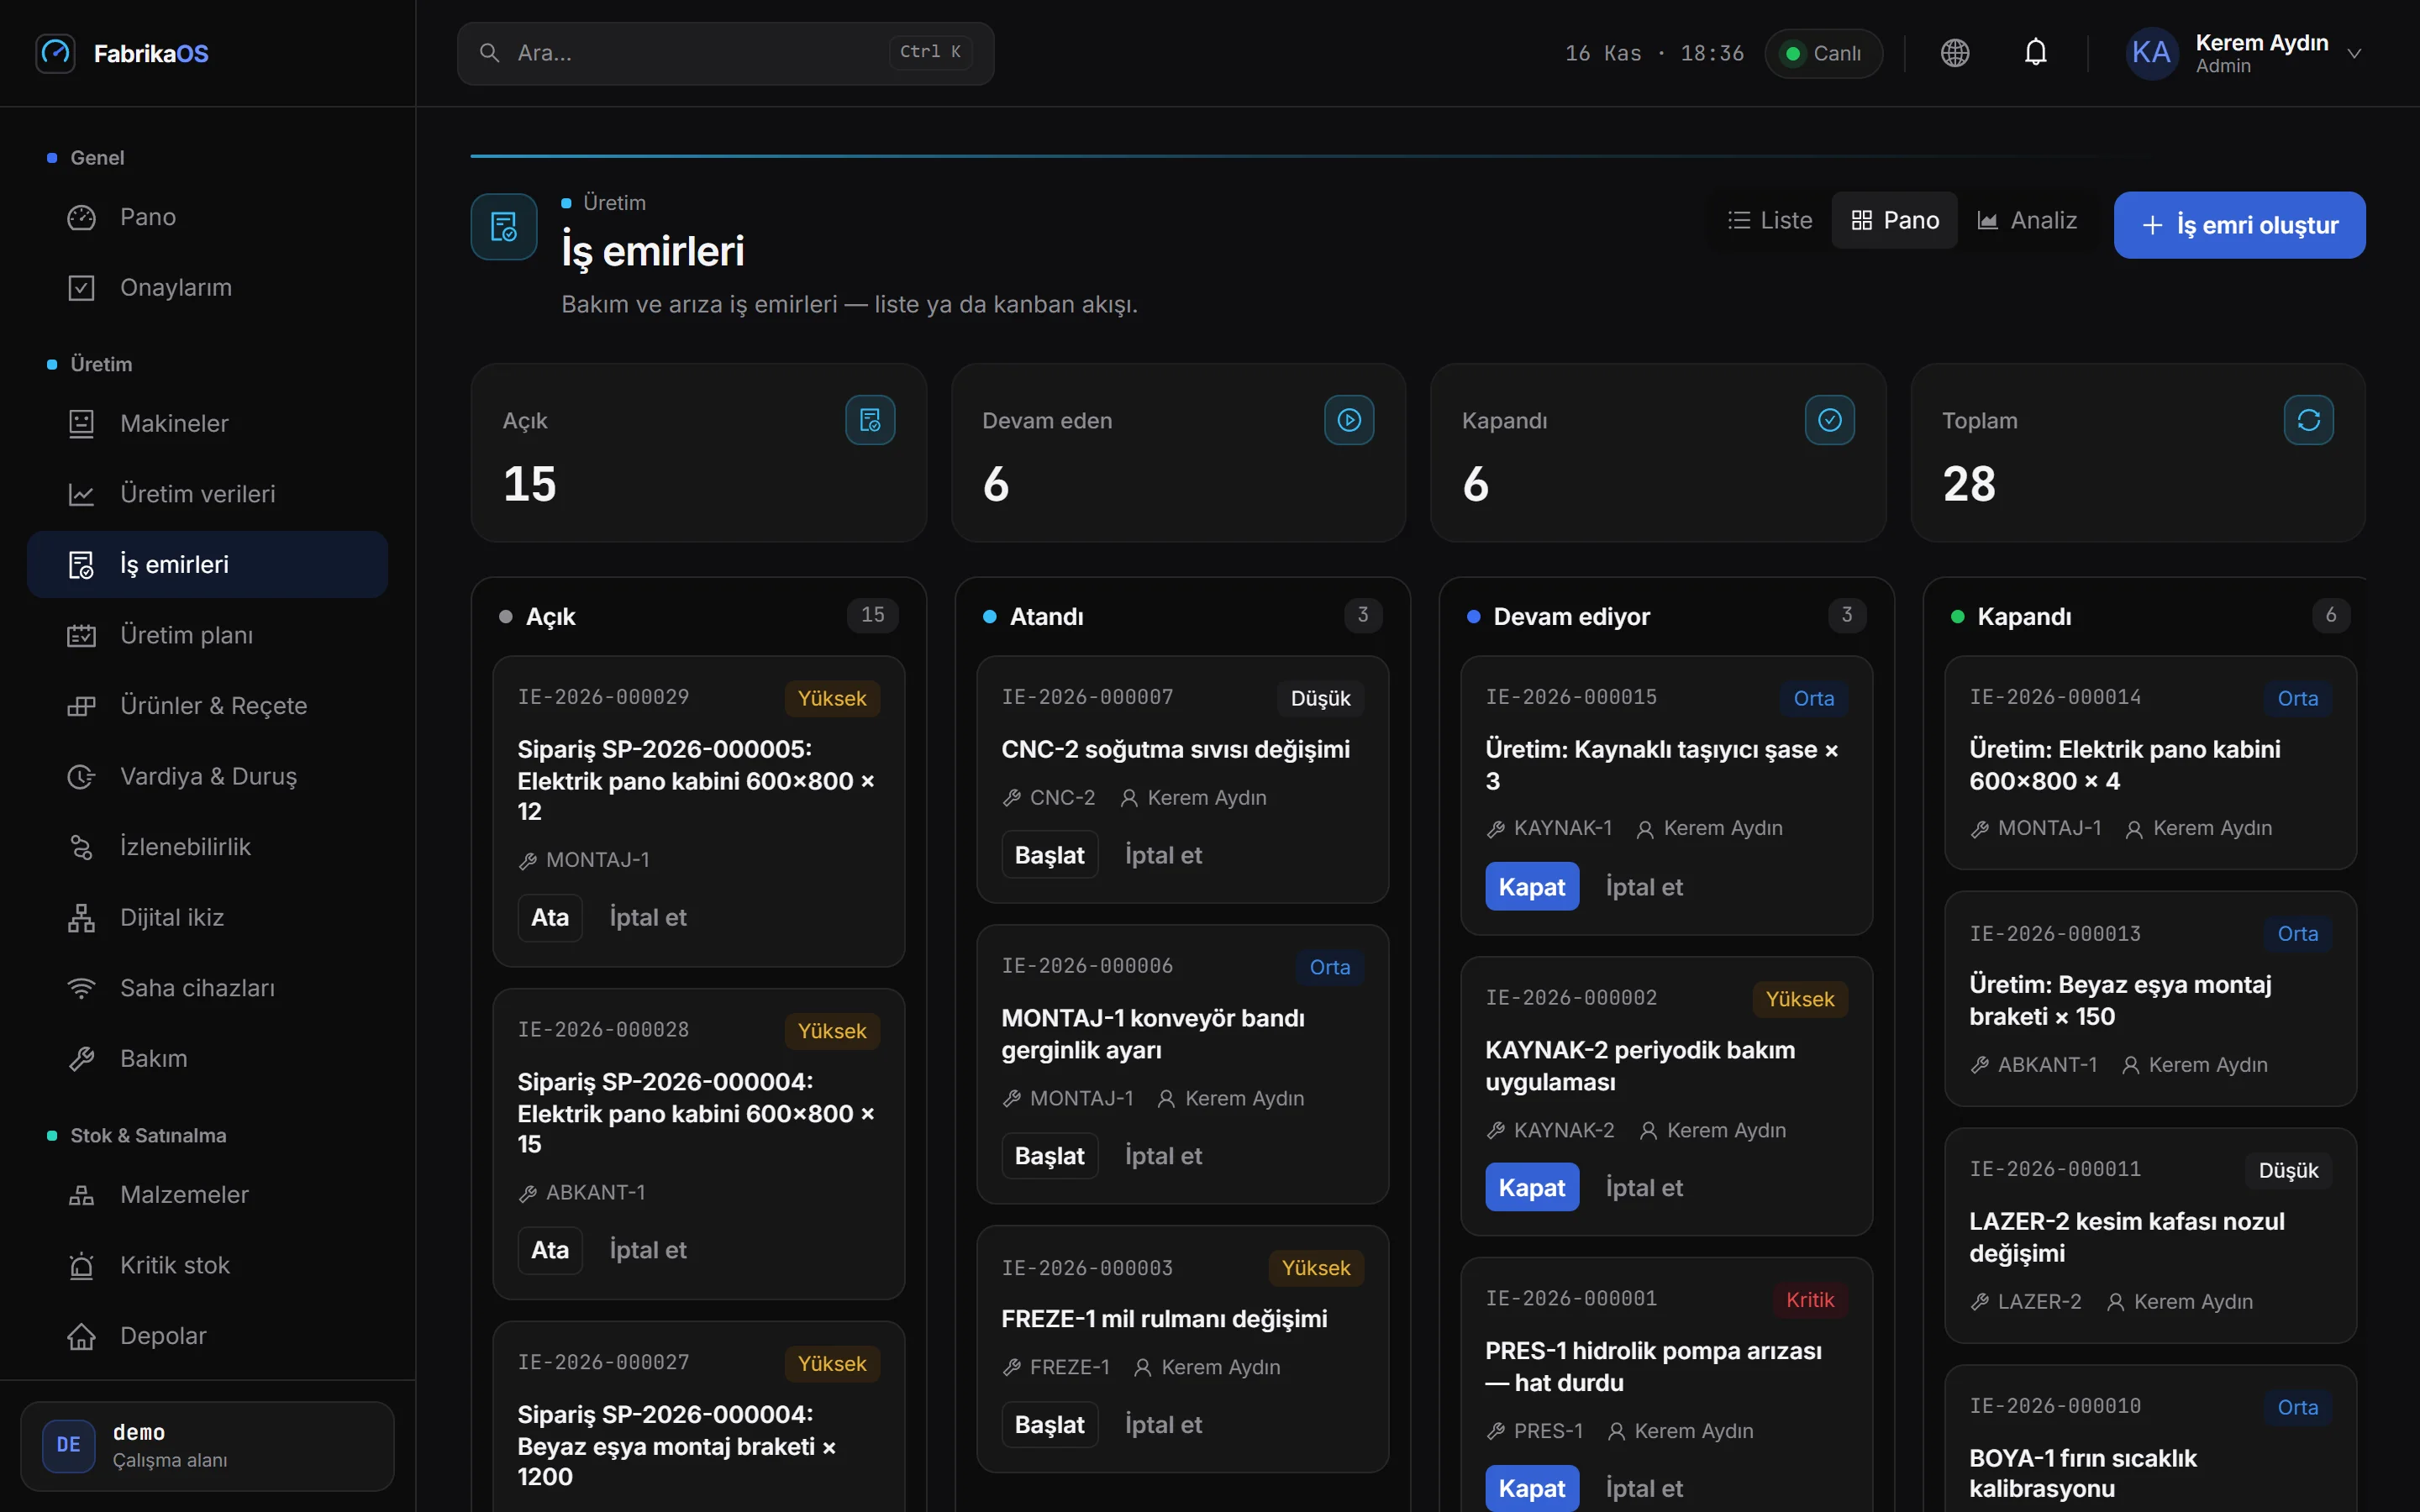 FabrikaOS
Ara...
Ctrl K
16 Kas · 18:36
Canlı
KA
Kerem Aydın
Admin
Genel
Pano
Onaylarım
Üretim
Makineler
Üretim verileri
İş emirleri
Üretim planı
Ürünler & Reçete
Vardiya & Duruş
İzlenebilirlik
Dijital ikiz
Saha cihazları
Bakım
Stok & Satınalma
Malzemeler
Kritik stok
Depolar
DE
demo
Çalışma alanı
Üretim
İş emirleri
Bakım ve arıza iş emirleri — liste ya da kanban akışı.
Liste
Pano
Analiz
+ İş emri oluştur
Açık
15
Devam eden
6
Kapandı
6
Toplam
28
Açık
15
IE-2026-000029
Yüksek
Sipariş SP-2026-000005:
Elektrik pano kabini 600×800 ×
12
MONTAJ-1
Ata
İptal et
IE-2026-000028
Yüksek
Sipariş SP-2026-000004:
Elektrik pano kabini 600×800 ×
15
ABKANT-1
Ata
İptal et
IE-2026-000027
Yüksek
Sipariş SP-2026-000004:
Beyaz eşya montaj braketi ×
1200
Atandı
3
IE-2026-000007
Düşük
CNC-2 soğutma sıvısı değişimi
CNC-2
Kerem Aydın
Başlat
İptal et
IE-2026-000006
Orta
MONTAJ-1 konveyör bandı
gerginlik ayarı
MONTAJ-1
Kerem Aydın
Başlat
İptal et
IE-2026-000003
Yüksek
FREZE-1 mil rulmanı değişimi
FREZE-1
Kerem Aydın
Başlat
İptal et
Devam ediyor
3
IE-2026-000015
Orta
Üretim: Kaynaklı taşıyıcı şase ×
3
KAYNAK-1
Kerem Aydın
Kapat
İptal et
IE-2026-000002
Yüksek
KAYNAK-2 periyodik bakım
uygulaması
KAYNAK-2
Kerem Aydın
Kapat
İptal et
IE-2026-000001
Kritik
PRES-1 hidrolik pompa arızası
— hat durdu
PRES-1
Kerem Aydın
Kapat
İptal et
Kapandı
6
IE-2026-000014
Orta
Üretim: Elektrik pano kabini
600×800 × 4
MONTAJ-1
Kerem Aydın
IE-2026-000013
Orta
Üretim: Beyaz eşya montaj
braketi × 150
ABKANT-1
Kerem Aydın
IE-2026-000011
Düşük
LAZER-2 kesim kafası nozul
değişimi
LAZER-2
Kerem Aydın
IE-2026-000010
Orta
BOYA-1 fırın sıcaklık
kalibrasyonu